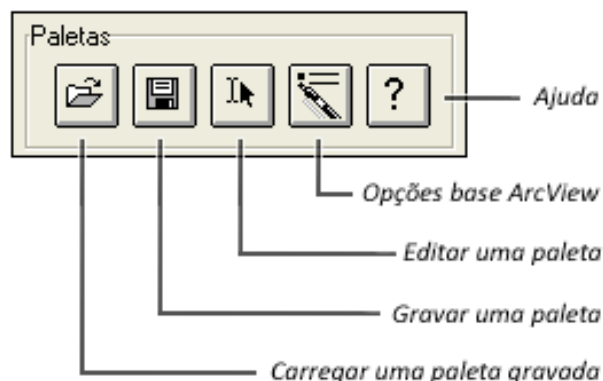 Paletas
?
Ajuda
Opções base ArcView
Editar uma paleta
Gravar uma paleta
Carregar uma paleta gravada